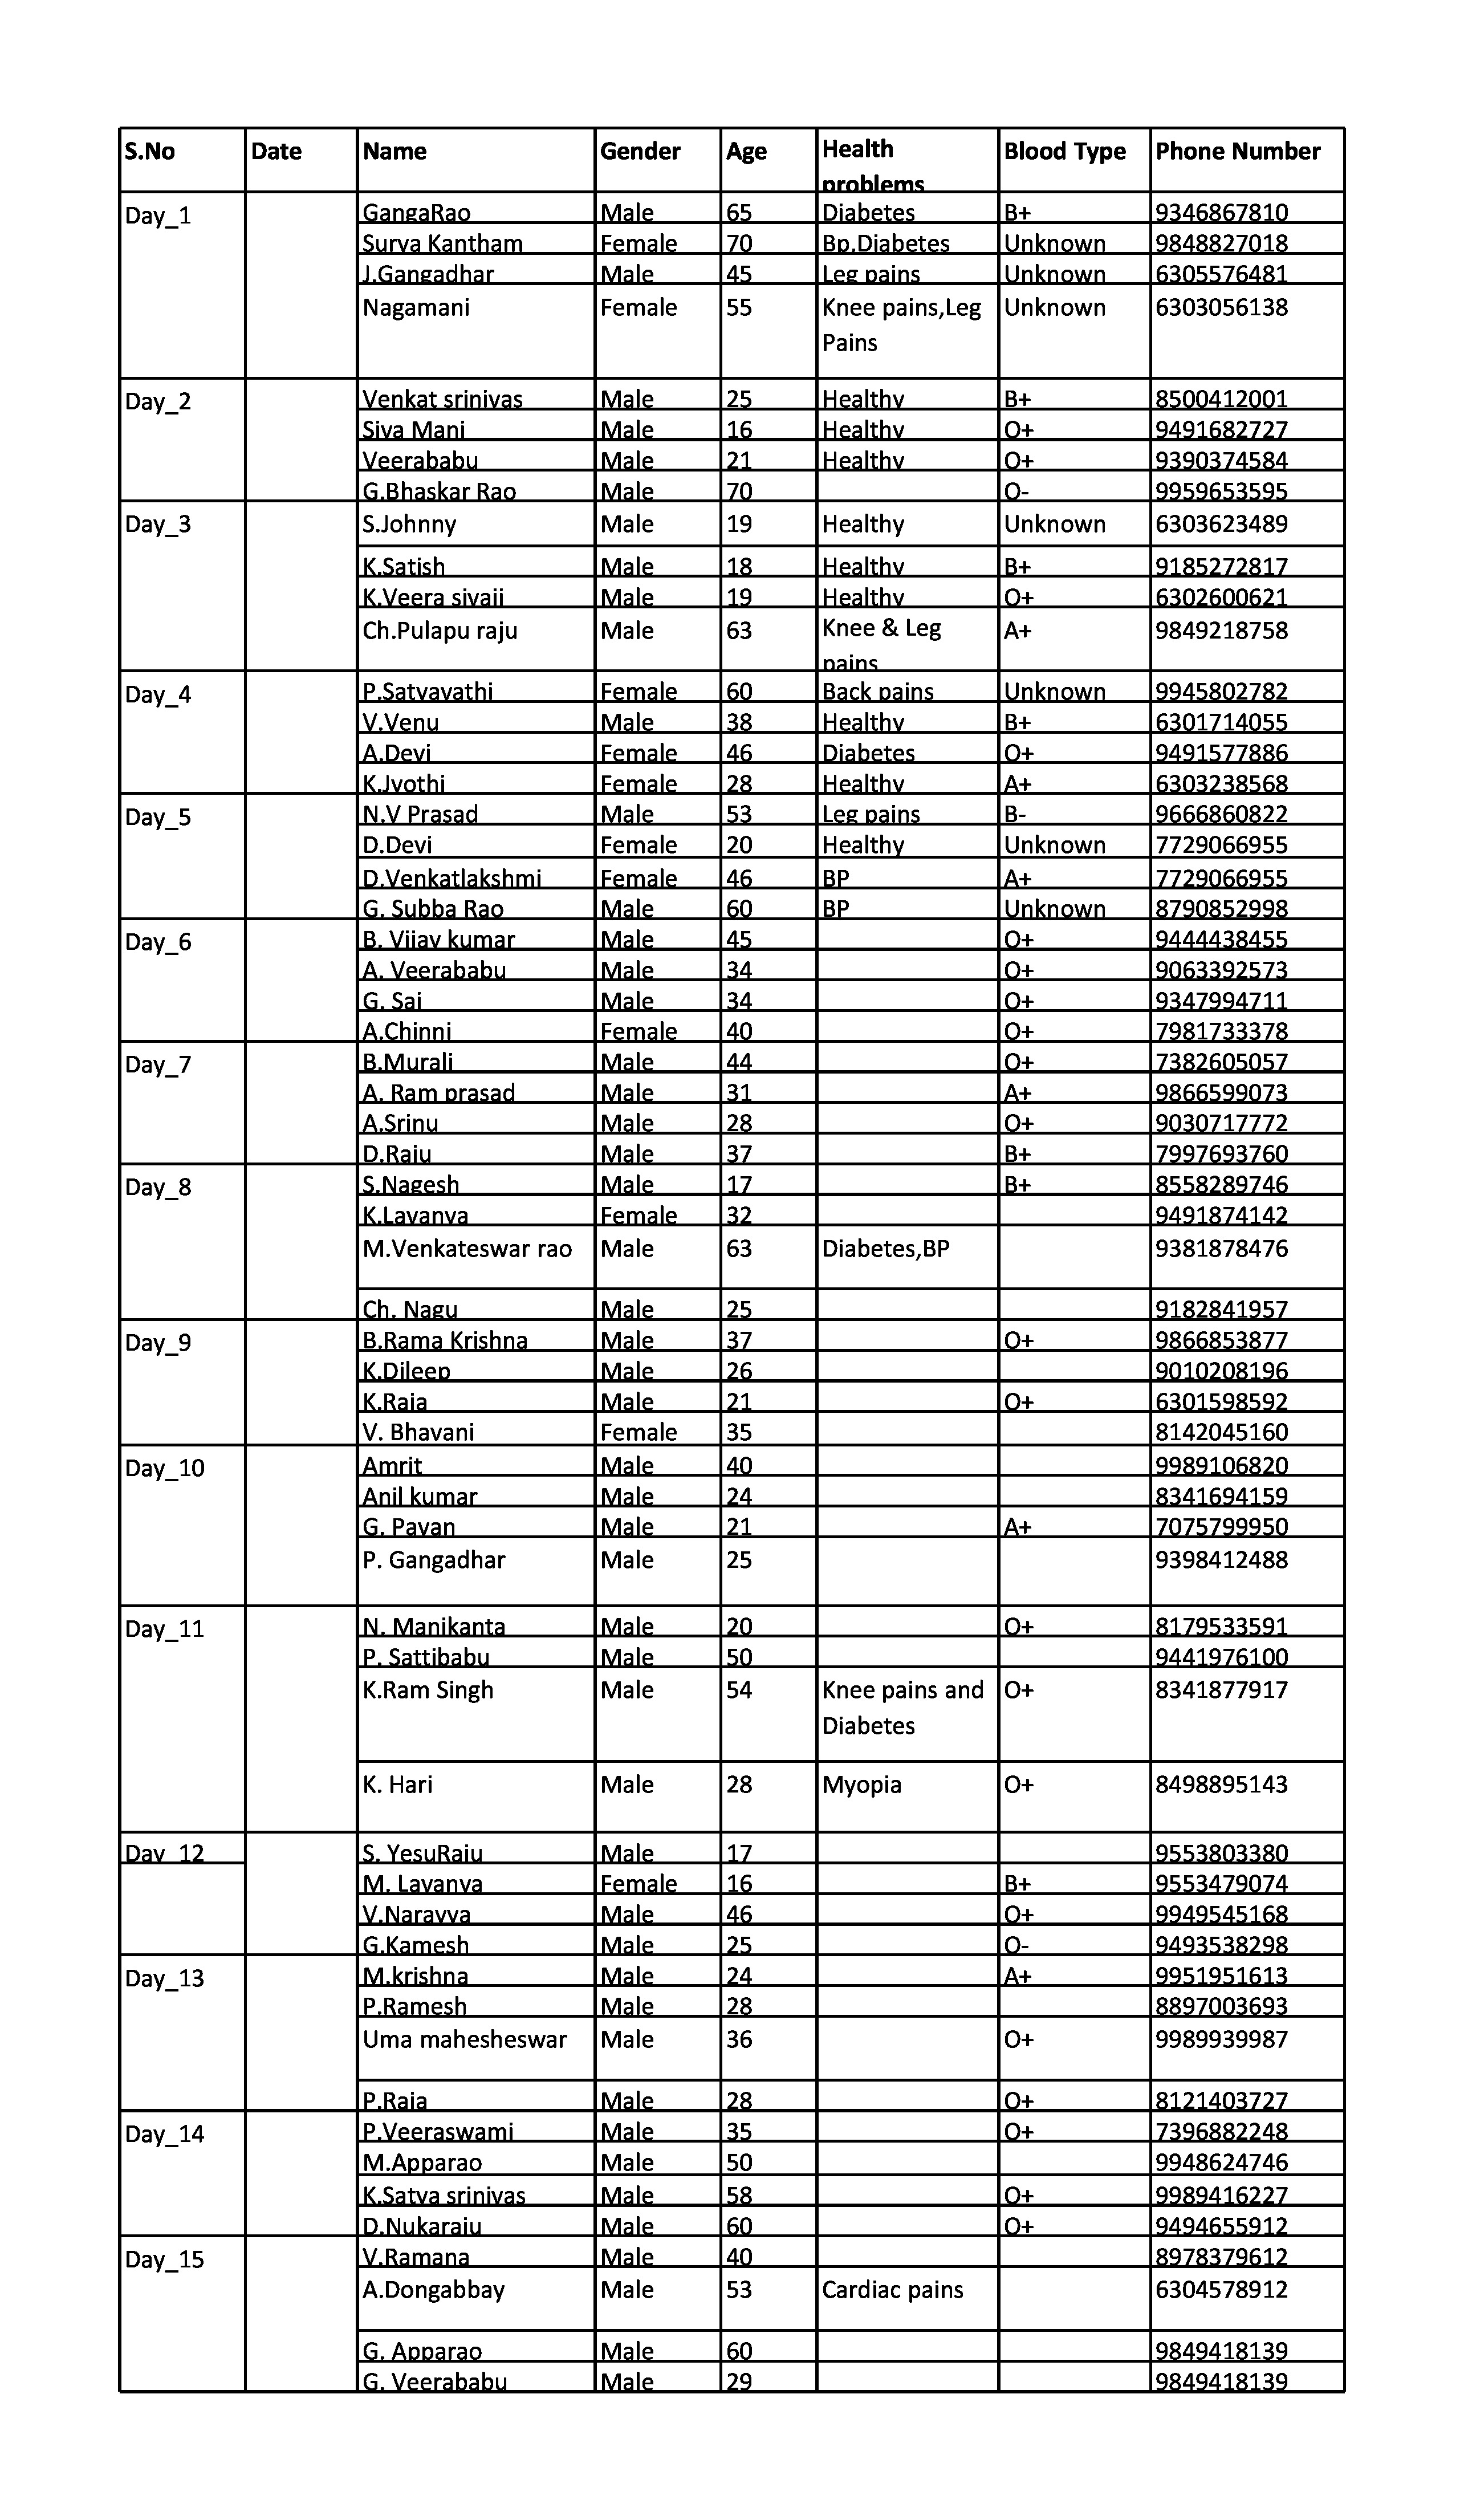 S.No Date Name Gender Age Health Blood Type Phone Number
problems
Day_1 GangaRao Male 65 Diabetes B+ 9346867810
Surya Kantham Female 70 Bp,Diabetes Unknown 9848827018
J.Gangadhar Male 45 Leg pains Unknown 6305576481
Nagamani Female 55 Knee pains,Leg Unknown 6303056138
Pains
Day_2 Venkat srinivas Male 25 Healthy B+ 8500412001
Siva Mani Male 16 Healthy O+ 9491682727
Veerababu Male 21 Healthy O+ 9390374584
G.Bhaskar Rao Male 70 O- 9959653595
Day_3 S.Johnny Male 19 Healthy Unknown 6303623489
K.Satish Male 18 Healthy B+ 9185272817
K.Veera sivaji Male 19 Healthy O+ 6302600621
Ch.Pulapu raju Male 63 Knee & Leg A+ 9849218758
pains
Day_4 P.Satyavathi Female 60 Back pains Unknown 9945802782
V.Venu Male 38 Healthy B+ 6301714055
A.Devi Female 46 Diabetes O+ 9491577886
K.Jyothi Female 28 Healthy A+ 6303238568
Day_5 N.V Prasad Male 53 Leg pains B- 9666860822
D.Devi Female 20 Healthy Unknown 7729066955
D.Venkatlakshmi Female 46 BP A+ 7729066955
G. Subba Rao Male 60 BP Unknown 8790852998
Day_6 B. Vijay kumar Male 45 O+ 9444438455
A. Veerababu Male 34 O+ 9063392573
G. Sai Male 34 O+ 9347994711
A.Chinni Female 40 O+ 7981733378
Day_7 B.Murali Male 44 O+ 7382605057
A. Ram prasad Male 31 A+ 9866599073
A.Srinu Male 28 O+ 9030717772
D.Raju Male 37 B+ 7997693760
Day_8 S.Nagesh Male 17 B+ 8558289746
K.Lavanya Female 32 9491874142
M.Venkateswar rao Male 63 Diabetes,BP 9381878476
Ch. Nagu Male 25 9182841957
Day_9 B.Rama Krishna Male 37 O+ 9866853877
K.Dileep Male 26 9010208196
K.Raja Male 21 O+ 6301598592
V. Bhavani Female 35 8142045160
Day_10 Amrit Male 40 9989106820
Anil kumar Male 24 8341694159
G. Pavan Male 21 A+ 7075799950
P. Gangadhar Male 25 9398412488
Day_11 N. Manikanta Male 20 O+ 8179533591
P. Sattibabu Male 50 9441976100
K.Ram Singh Male 54 Knee pains and O+ 8341877917
Diabetes
K. Hari Male 28 Myopia O+ 8498895143
Day_12 S. YesuRaju Male 17 9553803380
M. Lavanya Female 16 B+ 9553479074
V.Narayya Male 46 O+ 9949545168
G.Kamesh Male 25 O- 9493538298
Day_13 M.krishna Male 24 A+ 9951951613
P.Ramesh Male 28 8897003693
Uma mahesheswar Male 36 O+ 9989939987
P.Raja Male 28 O+ 8121403727
Day_14 P.Veeraswami Male 35 O+ 7396882248
M.Apparao Male 50 9948624746
K.Satya srinivas Male 58 O+ 9989416227
D.Nukaraju Male 60 O+ 9494655912
Day_15 V.Ramana Male 40 8978379612
A.Dongabbay Male 53 Cardiac pains 6304578912
G. Apparao Male 60 9849418139
G. Veerababu Male 29 9849418139